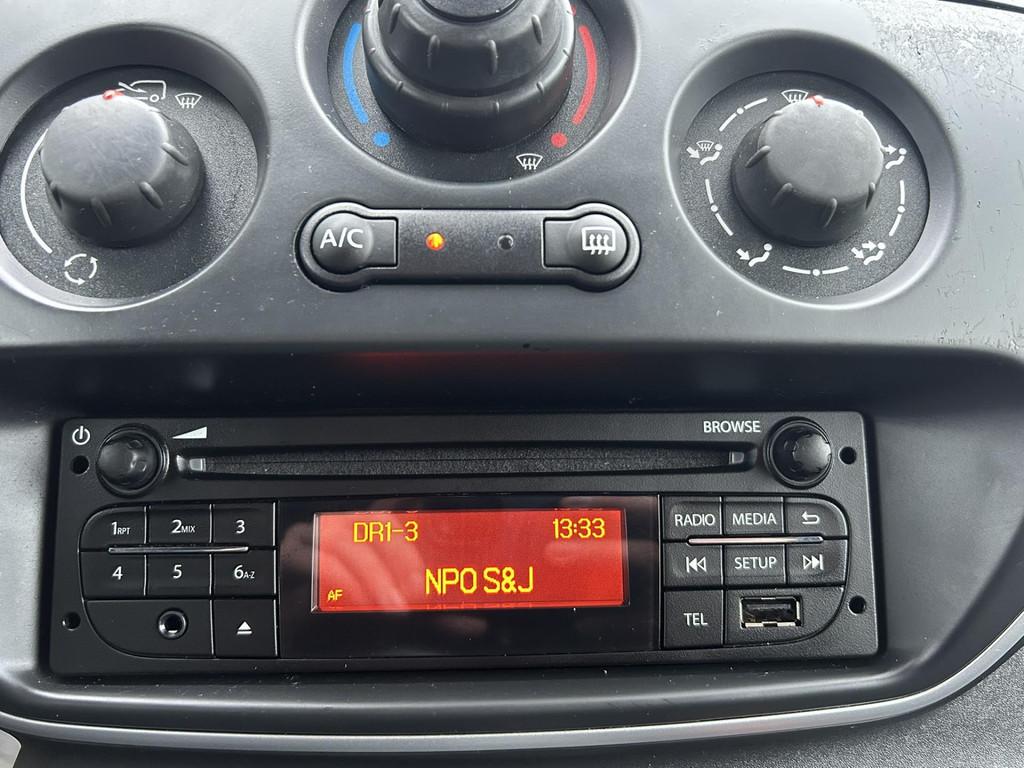 A/C
BROWSE
1RPT 2MIX 3
4 5 6A-Z
DR1-3 13:33
NPO S&J
AF
RADIO MEDIA
SETUP
TEL